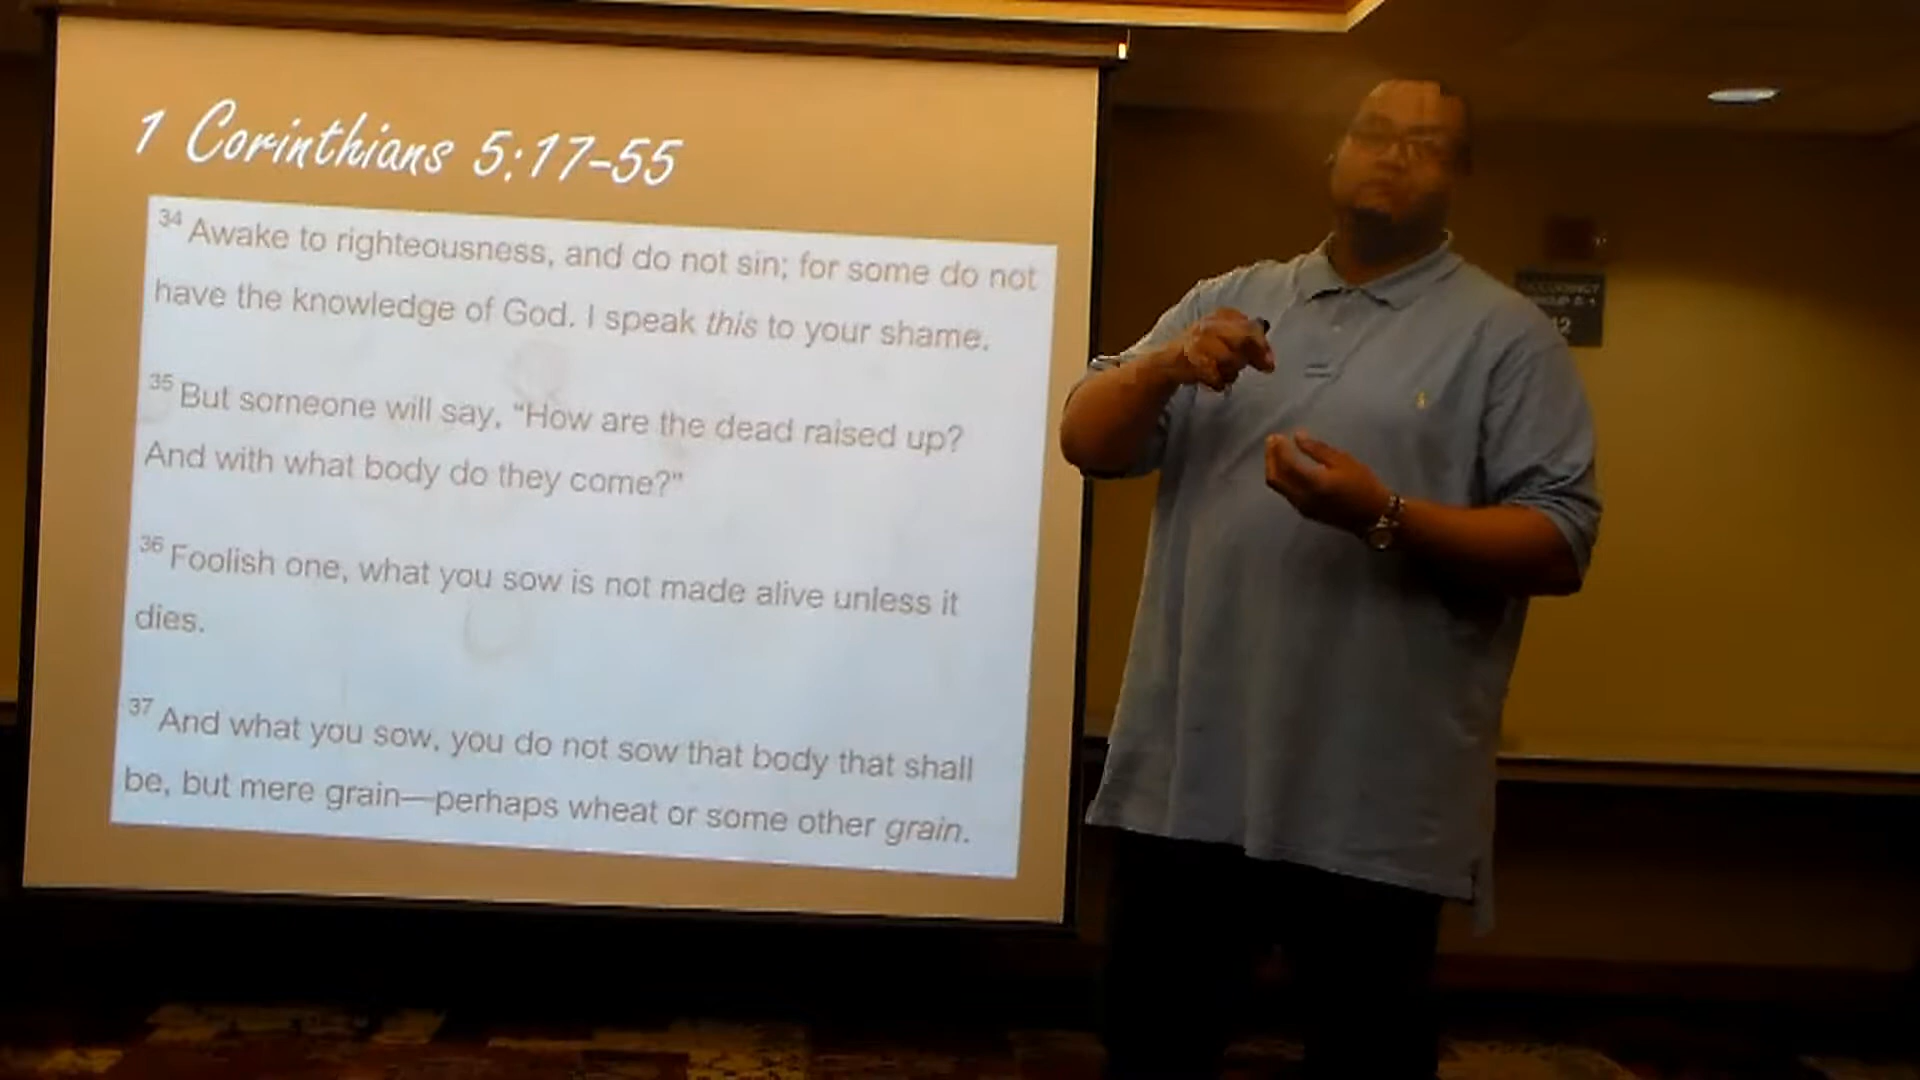 1 Corinthians 5:17-55
34 Awake to righteousness, and do not sin; for some do not
have the knowledge of God. I speak this to your shame.
35 But someone will say, “How are the dead raised up?
And with what body do they come?”
36 Foolish one, what you sow is not made alive unless it
dies.
37 And what you sow, you do not sow that body that shall
be, but mere grain—perhaps wheat or some other grain.